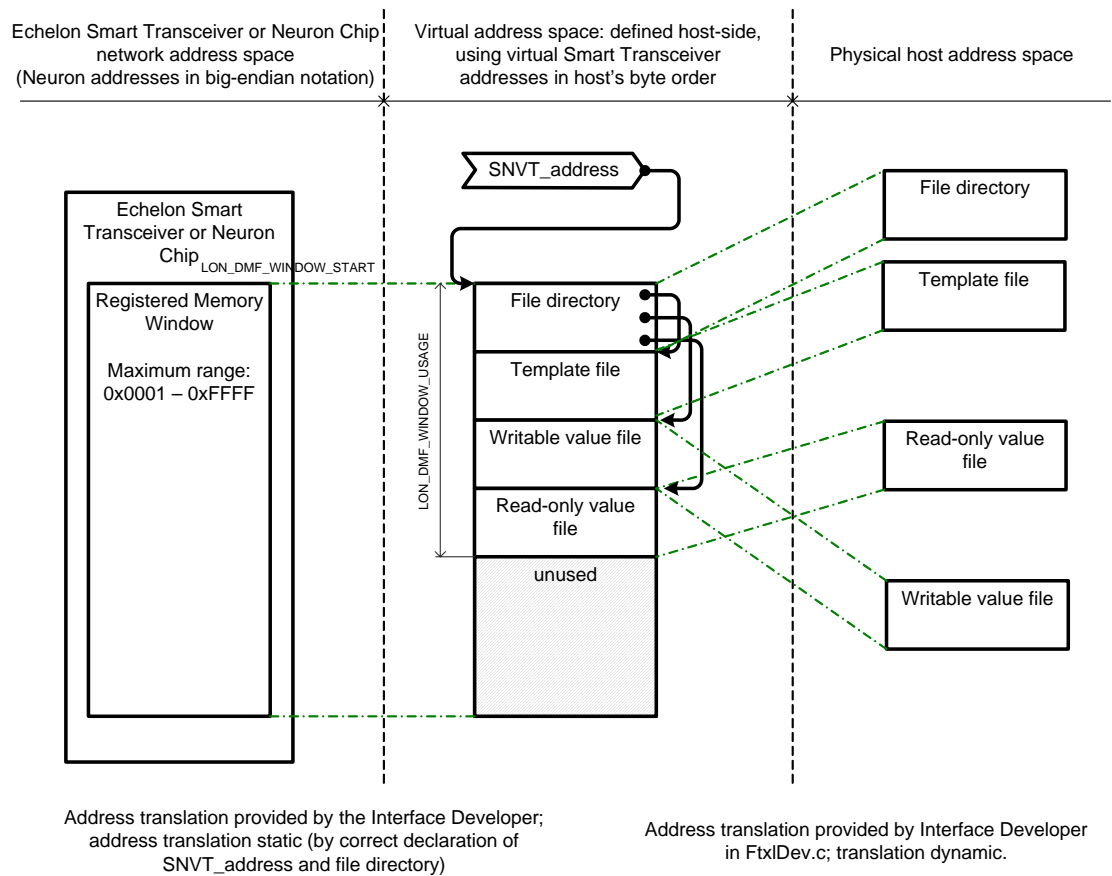 Echelon Smart Transceiver or Neuron Chip
network address space
(Neuron addresses in big-endian notation)
Virtual address space: defined host-side,
using virtual Smart Transceiver
addresses in host's byte order
Physical host address space
SNVT_address
Echelon Smart
Transceiver or Neuron
Chip
LON_DMF_WINDOW_START
Registered Memory
Window
Maximum range:
0x0001 – 0xFFFF
LON_DMF_WINDOW_USAGE
File directory
Template file
Writable value file
Read-only value
file
unused
File directory
Template file
Read-only value
file
Writable value file
Address translation provided by the Interface Developer;
address translation static (by correct declaration of
SNVT_address and file directory)
Address translation provided by Interface Developer
in FtxlDev.c; translation dynamic.